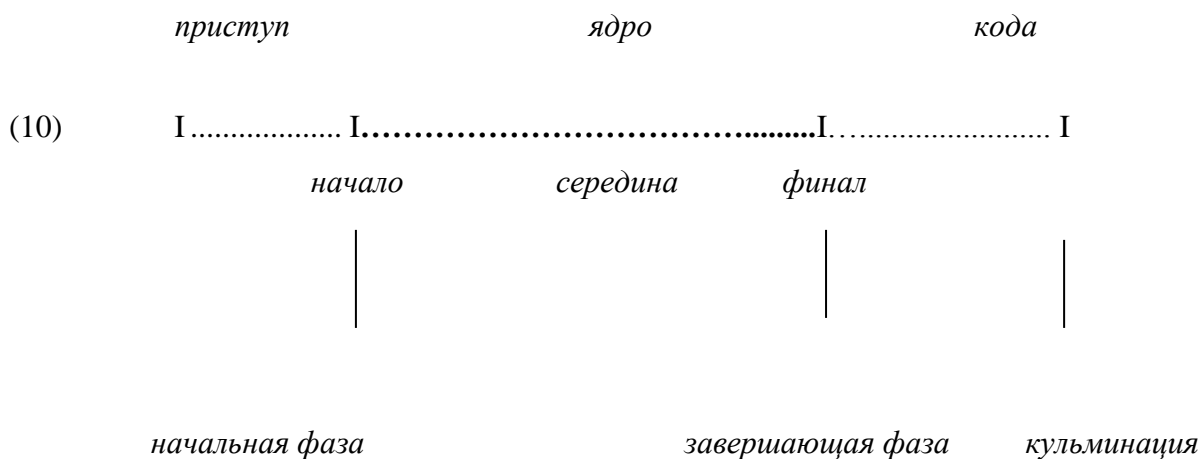 приступ ядро кода
(10) I ................... I…………………………………..........I….......................... I
начало середина финал
начальная фаза завершающая фаза кульминация